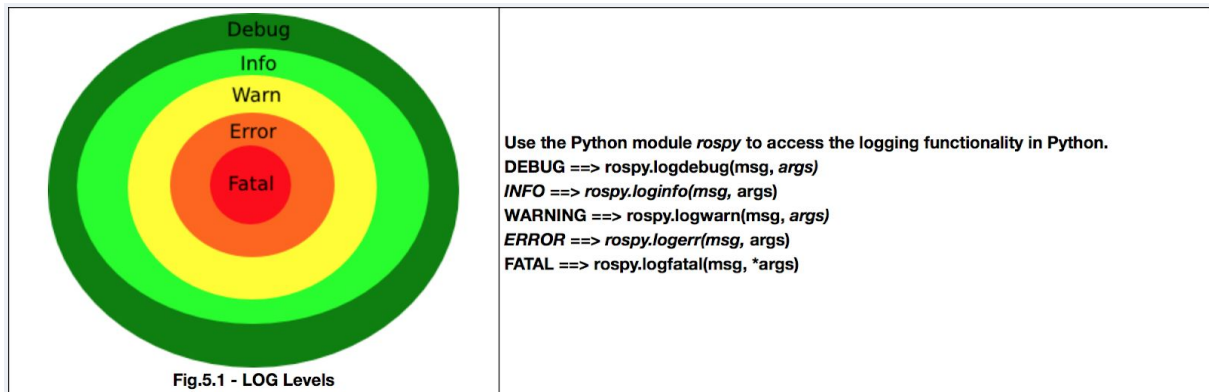 Debug
Info
Warn
Error
Fatal
Fig.5.1 - LOG Levels
Use the Python module rospy to access the logging functionality in Python.
DEBUG ==> rospy.logdebug(msg, args)
INFO ==> rospy.loginfo(msg, args)
WARNING ==> rospy.logwarn(msg, args)
ERROR ==> rospy.logerr(msg, args)
FATAL ==> rospy.logfatal(msg, *args)